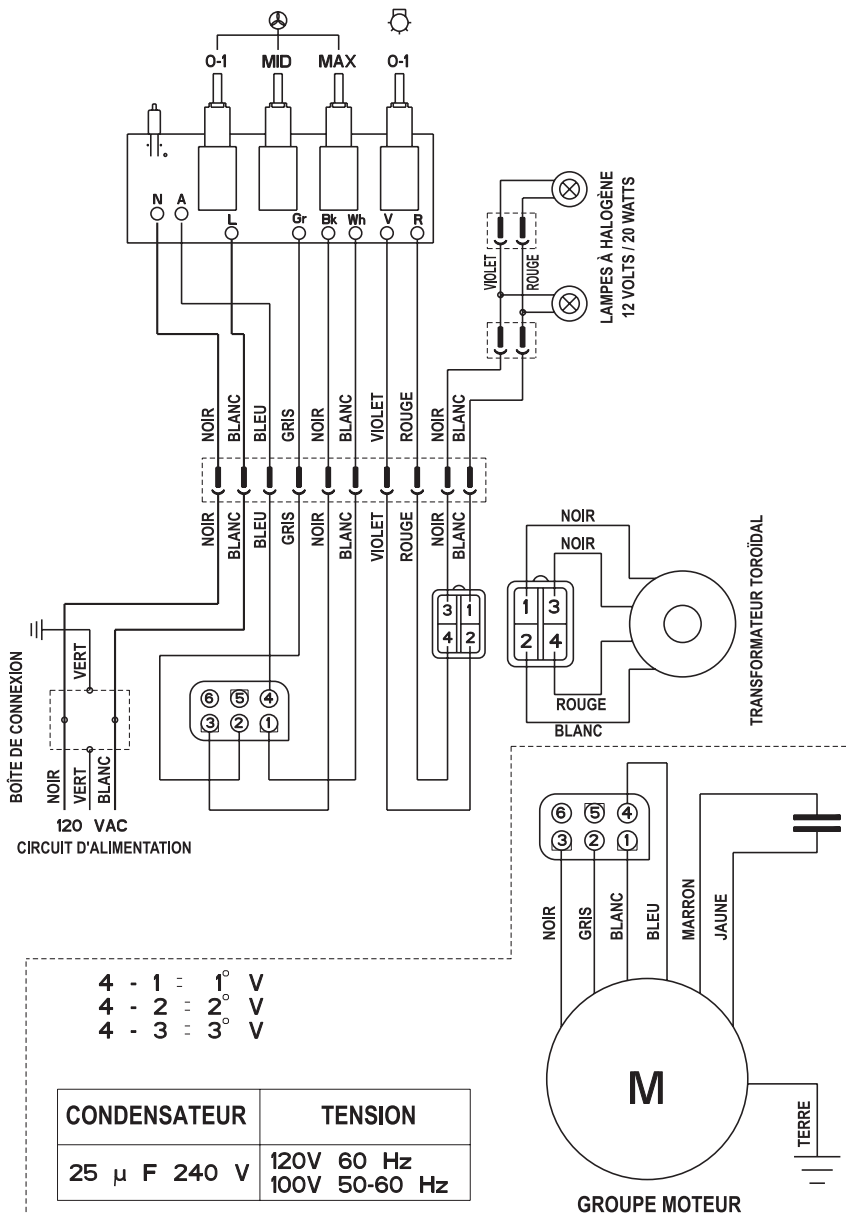 0-1 MID MAX 0-1
N A L Gr Bk Wh V R
VIOLET
ROUGE
LAMPES À HALOGÈNE
12 VOLTS / 20 WATTS
NOIR BLANC BLEU GRIS NOIR BLANC VIOLET ROUGE NOIR BLANC
NOIR BLANC BLEU GRIS NOIR BLANC VIOLET ROUGE NOIR BLANC
3 1
4 2
NOIR
NOIR
1 3
2 4
ROUGE
BLANC
TRANSFORMATEUR TOROÏDAL
VERT
BOÎTE DE CONNEXION
NOIR VERT BLANC
120 VAC
CIRCUIT D'ALIMENTATION
6 5 4
3 2 1
6 5 4
3 2 1
NOIR GRIS BLANC BLEU MARRON JAUNE
M
TERRE
GROUPE MOTEUR
4 - 1 = 1° V
4 - 2 = 2° V
4 - 3 = 3° V
CONDENSATEUR TENSION
25 µ F 240 V
120V 60 Hz
100V 50-60 Hz